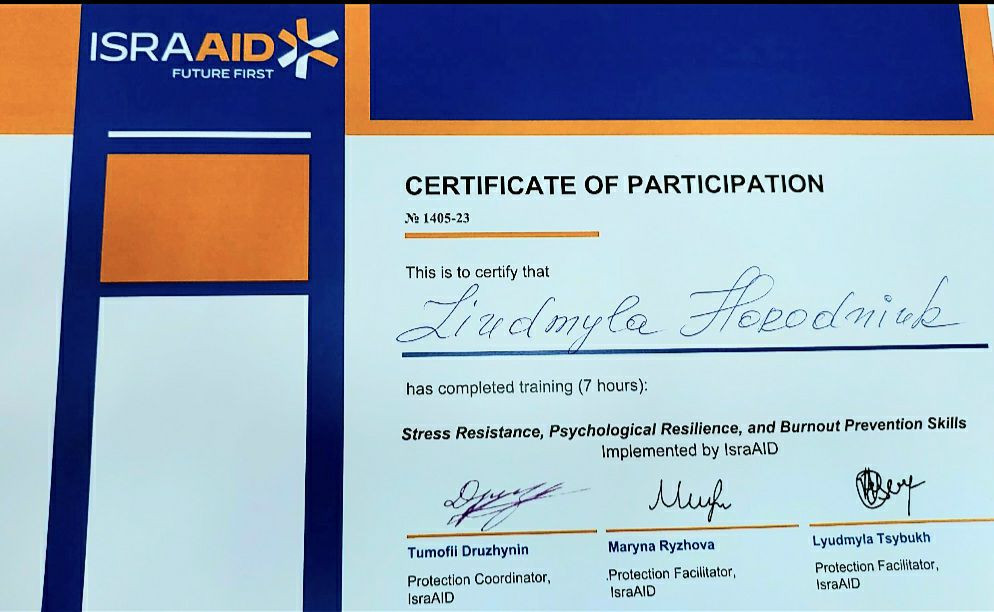 ISRAAID
FUTURE FIRST
CERTIFICATE OF PARTICIPATION
№ 1405-23
This is to certify that
Liudmyla Horodniuk
has completed training (7 hours):
Stress Resistance, Psychological Resilience, and Burnout Prevention Skills
Implemented by IsraAID
Tumofii Druzhynin
Protection Coordinator,
IsraAID
Maryna Ryzhova
.Protection Facilitator,
IsraAID
Lyudmyla Tsybukh
Protection Facilitator,
IsraAID